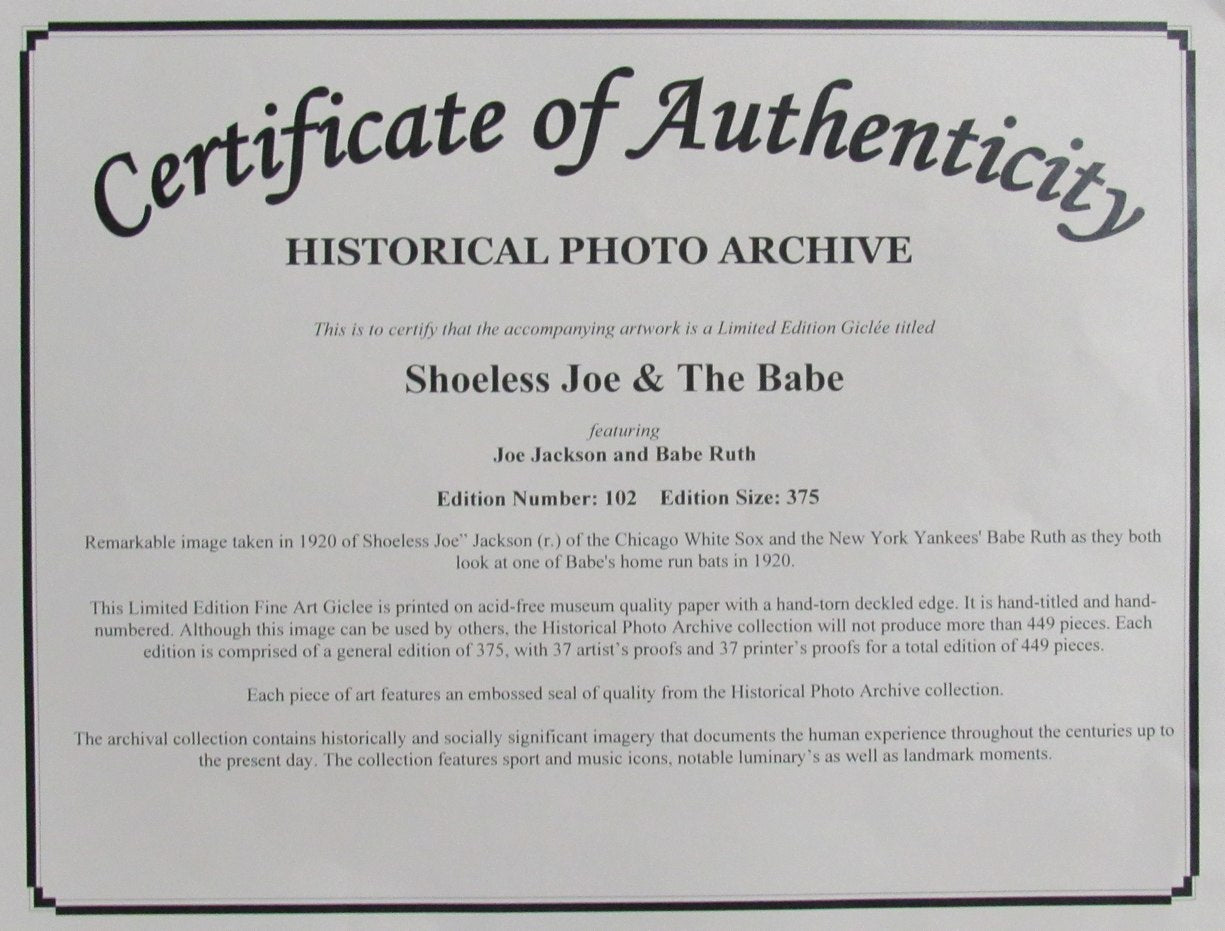 Certificate of Authenticity
HISTORICAL PHOTO ARCHIVE
This is to certify that the accompanying artwork is a Limited Edition Giclée titled
Shoeless Joe & The Babe
featuring
Joe Jackson and Babe Ruth
Edition Number: 102 Edition Size: 375
Remarkable image taken in 1920 of Shoeless Joe” Jackson (r.) of the Chicago White Sox and the New York Yankees' Babe Ruth as they both
look at one of Babe's home run bats in 1920.
This Limited Edition Fine Art Giclee is printed on acid-free museum quality paper with a hand-torn deckled edge. It is hand-titled and hand-
numbered. Although this image can be used by others, the Historical Photo Archive collection will not produce more than 449 pieces. Each
edition is comprised of a general edition of 375, with 37 artist’s proofs and 37 printer’s proofs for a total edition of 449 pieces.
Each piece of art features an embossed seal of quality from the Historical Photo Archive collection.
The archival collection contains historically and socially significant imagery that documents the human experience throughout the centuries up to
the present day. The collection features sport and music icons, notable luminary’s as well as landmark moments.